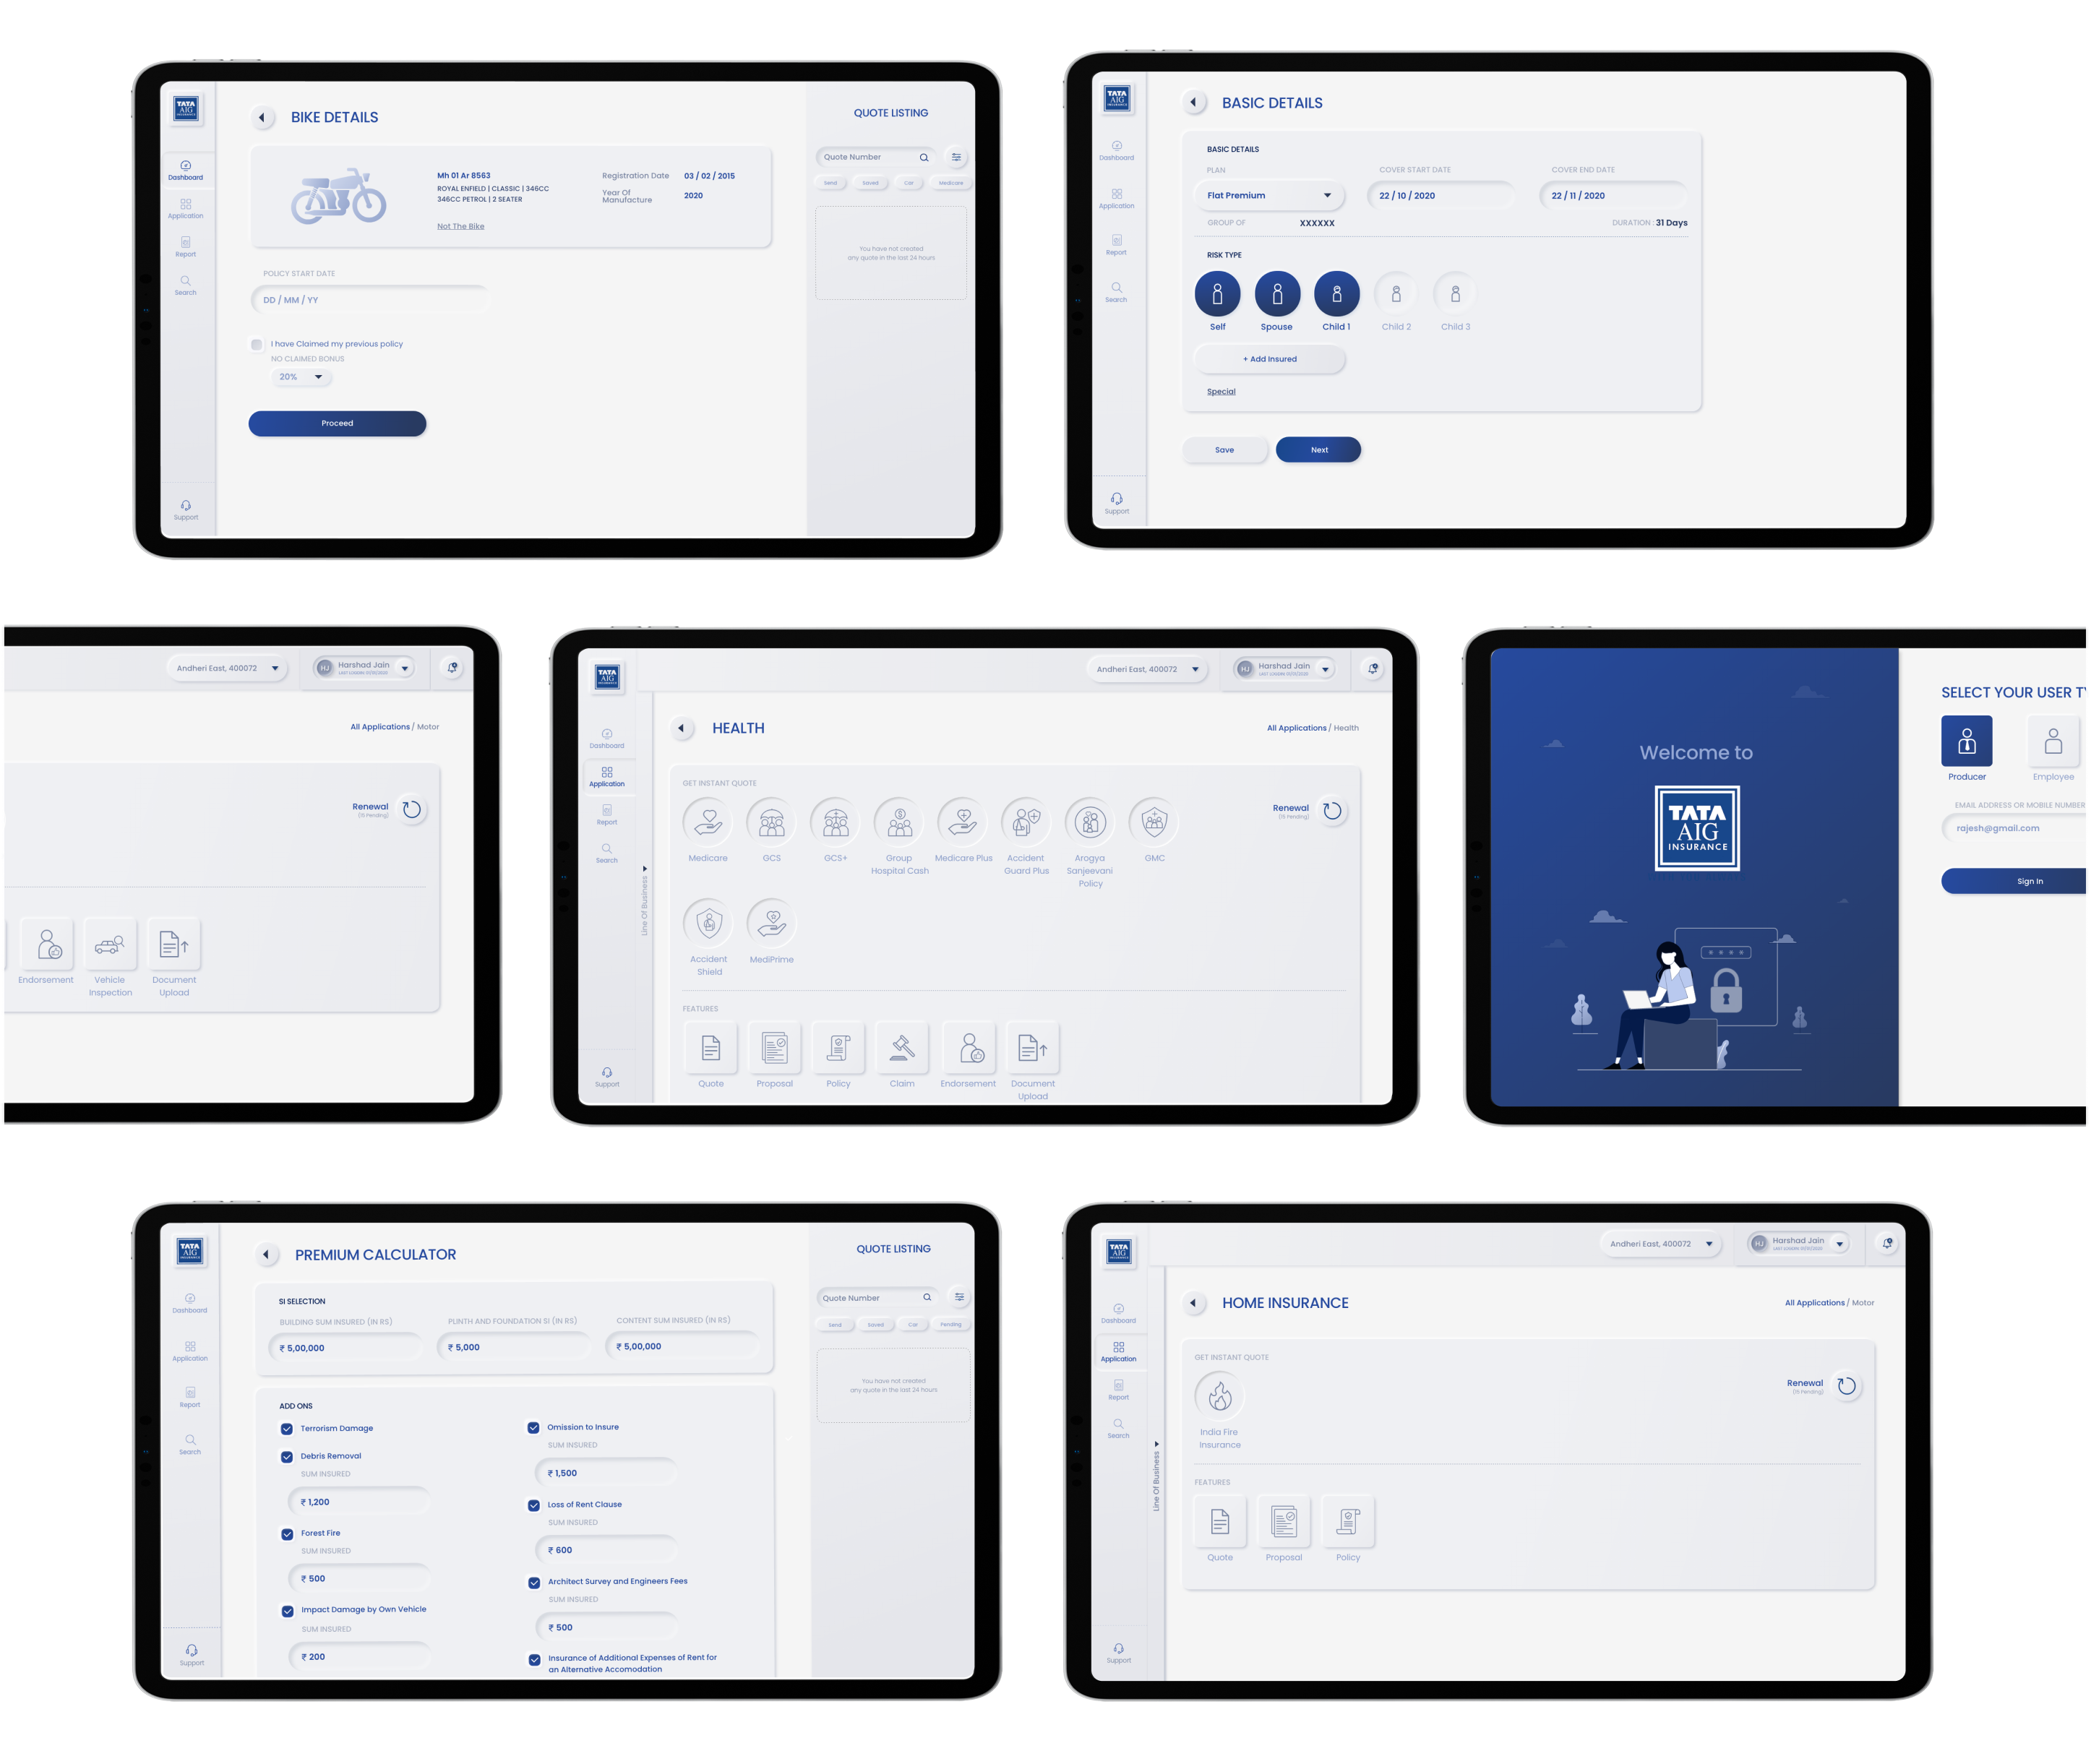 TATA
AIG
INSURANCE
Dashboard
Application
Report
Search
Support
BIKE DETAILS
Mh 01 Ar 8563
ROYAL ENFIELD | CLASSIC | 346CC
346CC PETROL | 2 SEATER
Not The Bike
Registration Date 03 / 02 / 2015
Year Of
Manufacture
2020
POLICY START DATE
DD / MM / YY
I have Claimed my previous policy
NO CLAIMED BONUS
20%
Proceed
QUOTE LISTING
Quote Number
Send Saved Car Medicare
You have not created
any quote in the last 24 hours
TATA
AIG
INSURANCE
Dashboard
Application
Report
Search
Support
BASIC DETAILS
BASIC DETAILS
PLAN COVER START DATE COVER END DATE
Flat Premium 22 / 10 / 2020 22 / 11 / 2020
GROUP OF XXXXXX DURATION : 31 Days
RISK TYPE
Self Spouse Child 1 Child 2 Child 3
+ Add Insured
Special
Save Next
Andheri East, 400072
HJ
Harshad Jain
All Applications / Motor
Renewal
(15 Pending)
Endorsement
Vehicle
Inspection
Document
Upload
TATA
AIG
INSURANCE
Dashboard
Application
Report
Search
Support
Line Of Business
Andheri East, 400072
HJ
Harshad Jain
HEALTH
All Applications / Health
GET INSTANT QUOTE
Medicare
GCS
GCS+
Group
Hospital Cash
Medicare Plus
Accident
Guard Plus
Arogya
Sanjeevani
Policy
GMC
Renewal
(15 Pending)
Accident
Shield
MediPrime
FEATURES
Quote
Proposal
Policy
Claim
Endorsement
Document
Upload
Welcome to
TATA
AIG
INSURANCE
SELECT YOUR USER T
Producer Employee
EMAIL ADDRESS OR MOBILE NUMBER
rajesh@gmail.com
Sign In
TATA
AIG
INSURANCE
Dashboard
Application
Report
Search
Support
PREMIUM CALCULATOR
SI SELECTION
BUILDING SUM INSURED (IN RS) PLINTH AND FOUNDATION SI (IN RS) CONTENT SUM INSURED (IN RS)
₹ 5,00,000 ₹ 5,000 ₹ 5,00,000
ADD ONS
Terrorism Damage
Debris Removal
SUM INSURED
₹ 1,200
Forest Fire
SUM INSURED
₹ 500
Impact Damage by Own Vehicle
SUM INSURED
₹ 200
Omission to Insure
SUM INSURED
₹ 1,500
Loss of Rent Clause
SUM INSURED
₹ 600
Architect Survey and Engineers Fees
SUM INSURED
₹ 500
Insurance of Additional Expenses of Rent for
an Alternative Accomodation
QUOTE LISTING
Quote Number
Send Saved Car Pending
You have not created
any quote in the last 24 hours
TATA
AIG
INSURANCE
Dashboard
Application
Report
Search
Support
Line Of Business
Andheri East, 400072
HJ
Harshad Jain
HOME INSURANCE
All Applications / Motor
GET INSTANT QUOTE
India Fire
Insurance
Renewal
(15 Pending)
FEATURES
Quote
Proposal
Policy